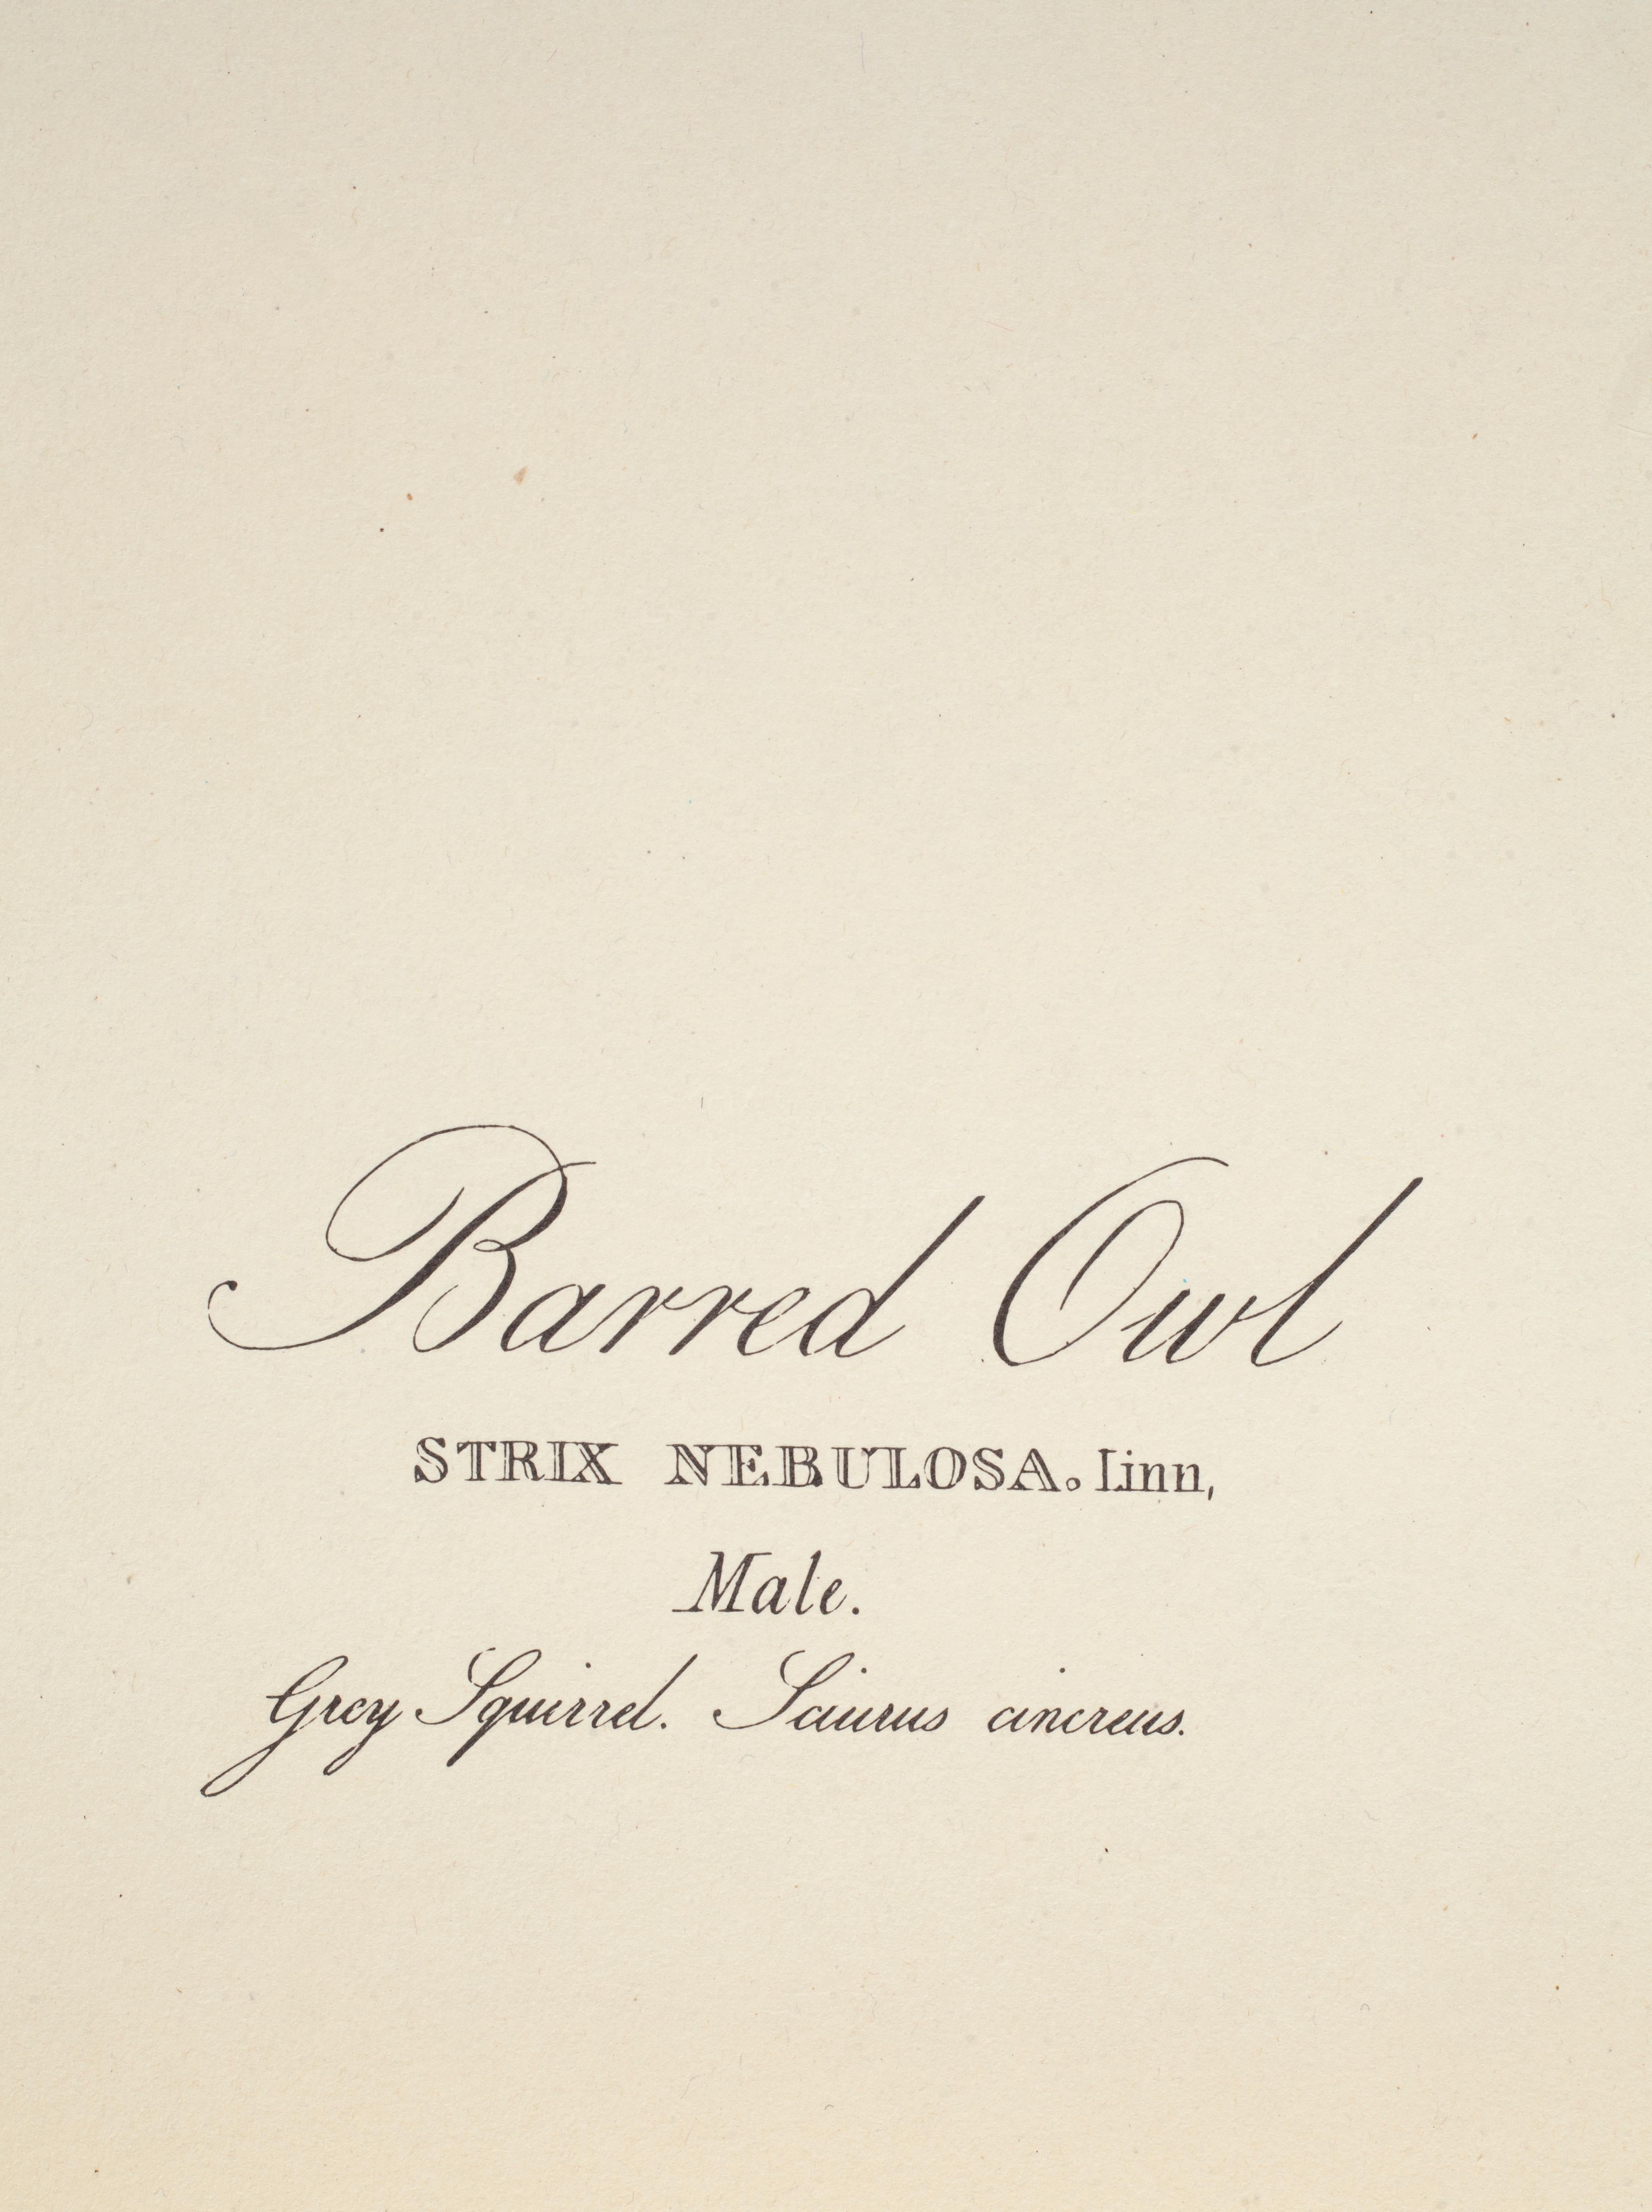 Barred Owl
STRIX NEBULOSA. Linn,
Male.
Grey Squirrel. Sciurus cinereus.